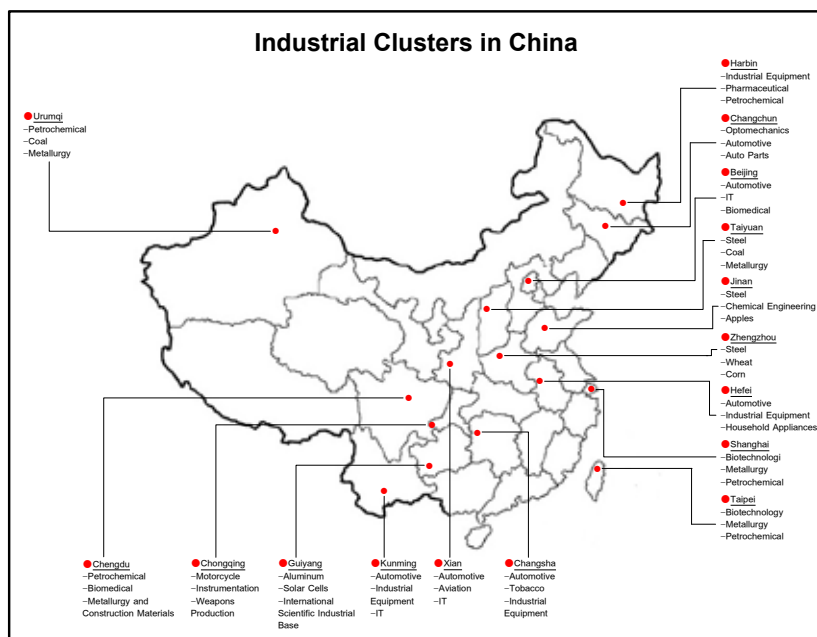 Industrial Clusters in China
Urumqi
–Petrochemical
–Coal
–Metallurgy
Harbin
–Industrial Equipment
–Pharmaceutical
–Petrochemical
Changchun
–Optomechanics
–Automotive
–Auto Parts
Beijing
–Automotive
–IT
–Biomedical
Taiyuan
–Steel
–Coal
–Metallurgy
Jinan
–Steel
–Chemical Engineering
–Apples
Zhengzhou
–Steel
–Wheat
–Corn
Hefei
–Automotive
–Industrial Equipment
–Household Appliances
Shanghai
–Biotechnologi
–Metallurgy
–Petrochemical
Taipei
–Biotechnology
–Metallurgy
–Petrochemical
Chengdu
–Petrochemical
–Biomedical
–Metallurgy and
Construction Materials
Chongqing
–Motorcycle
–Instrumentation
–Weapons
Production
Guiyang
–Aluminum
–Solar Cells
–International
Scientific Industrial
Base
Kunming
–Automotive
–Industrial
Equipment
–IT
Xian
–Automotive
–Aviation
–IT
Changsha
–Automotive
–Tobacco
–Industrial
Equipment